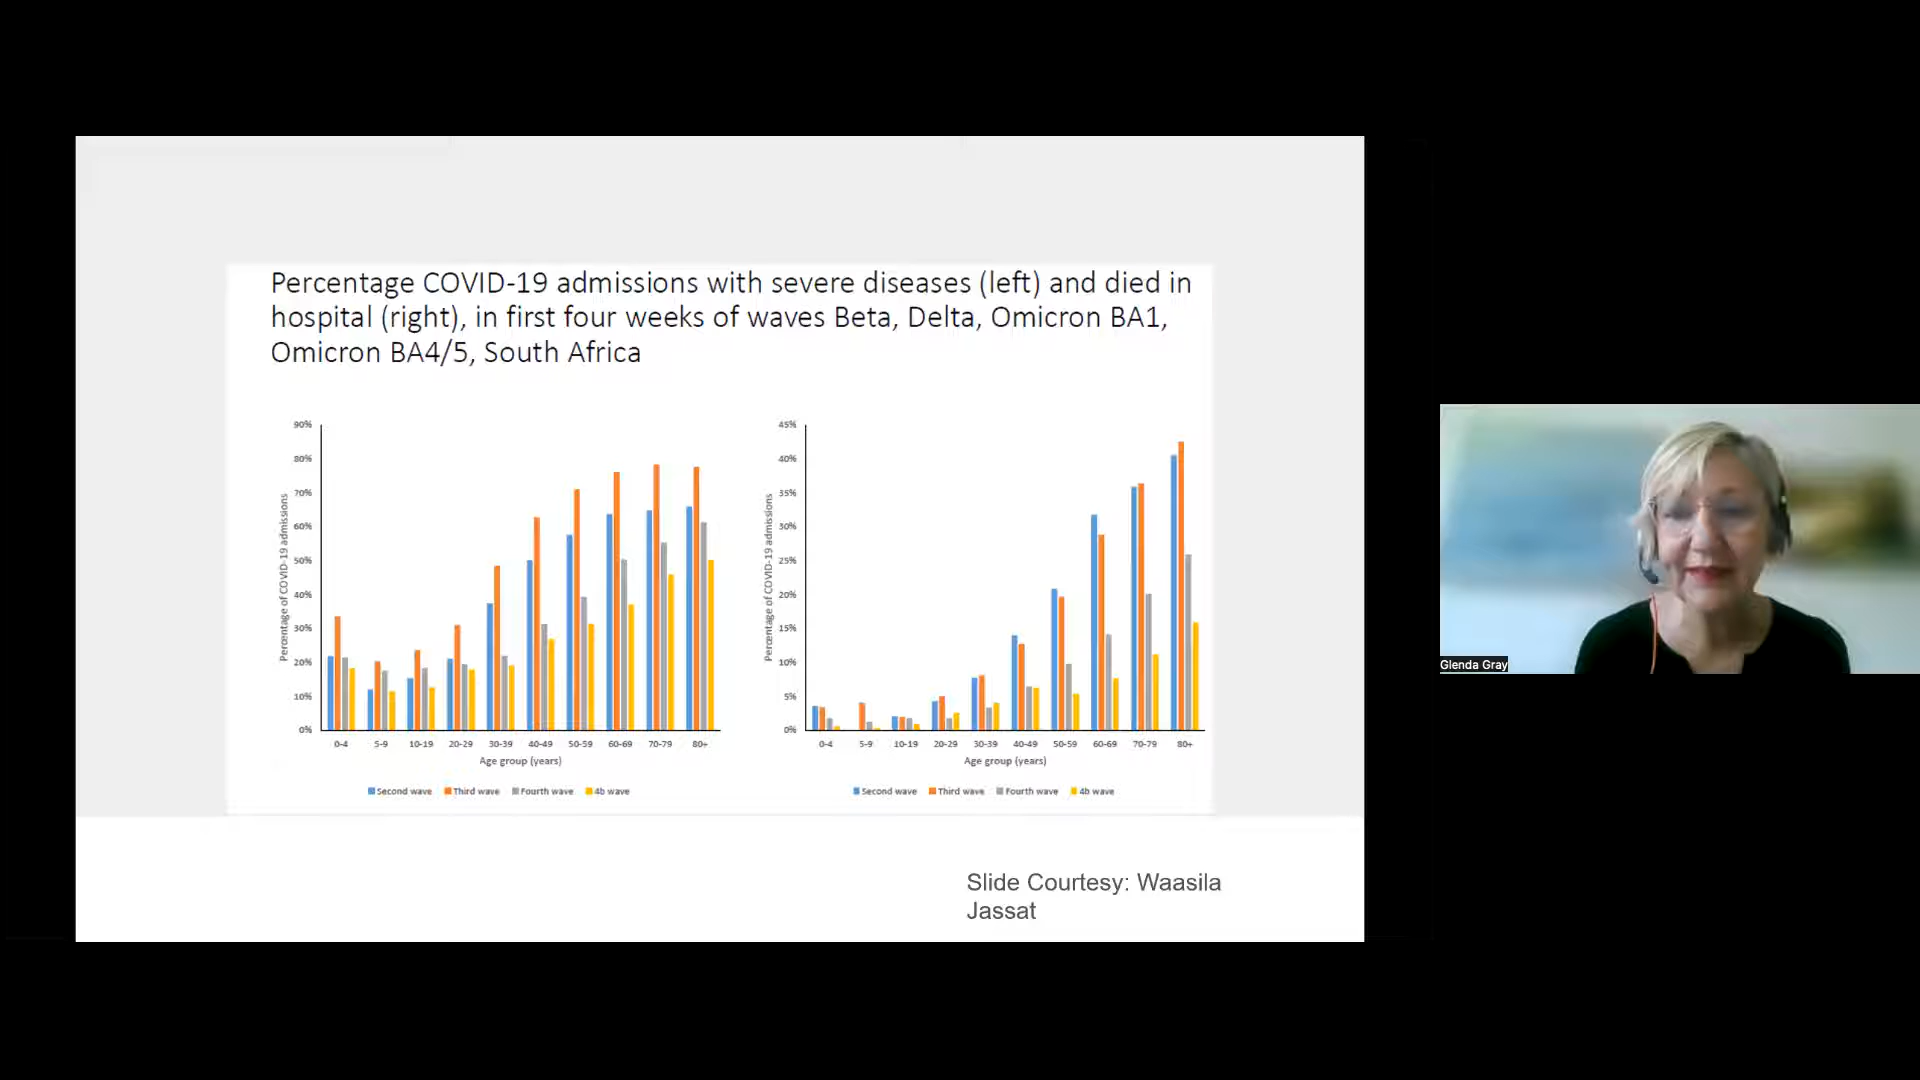 Percentage COVID-19 admissions with severe diseases (left) and died in
hospital (right), in first four weeks of waves Beta, Delta, Omicron BA1,
Omicron BA4/5, South Africa
90%
80%
70%
60%
50%
40%
30%
20%
10%
0%
Percentage of COVID-19 admissions
0-4 5-9 10-19 20-29 30-39 40-49 50-59 60-69 70-79 80+
Age group (years)
Second wave Third wave Fourth wave 4b wave
45%
40%
35%
30%
25%
20%
15%
10%
5%
0%
Percentage of COVID-19 admissions
0-4 5-9 10-19 20-29 30-39 40-49 50-59 60-69 70-79 80+
Age group (years)
Second wave Third wave Fourth wave 4b wave
Slide Courtesy: Waasila
Jassat
Glenda Gray